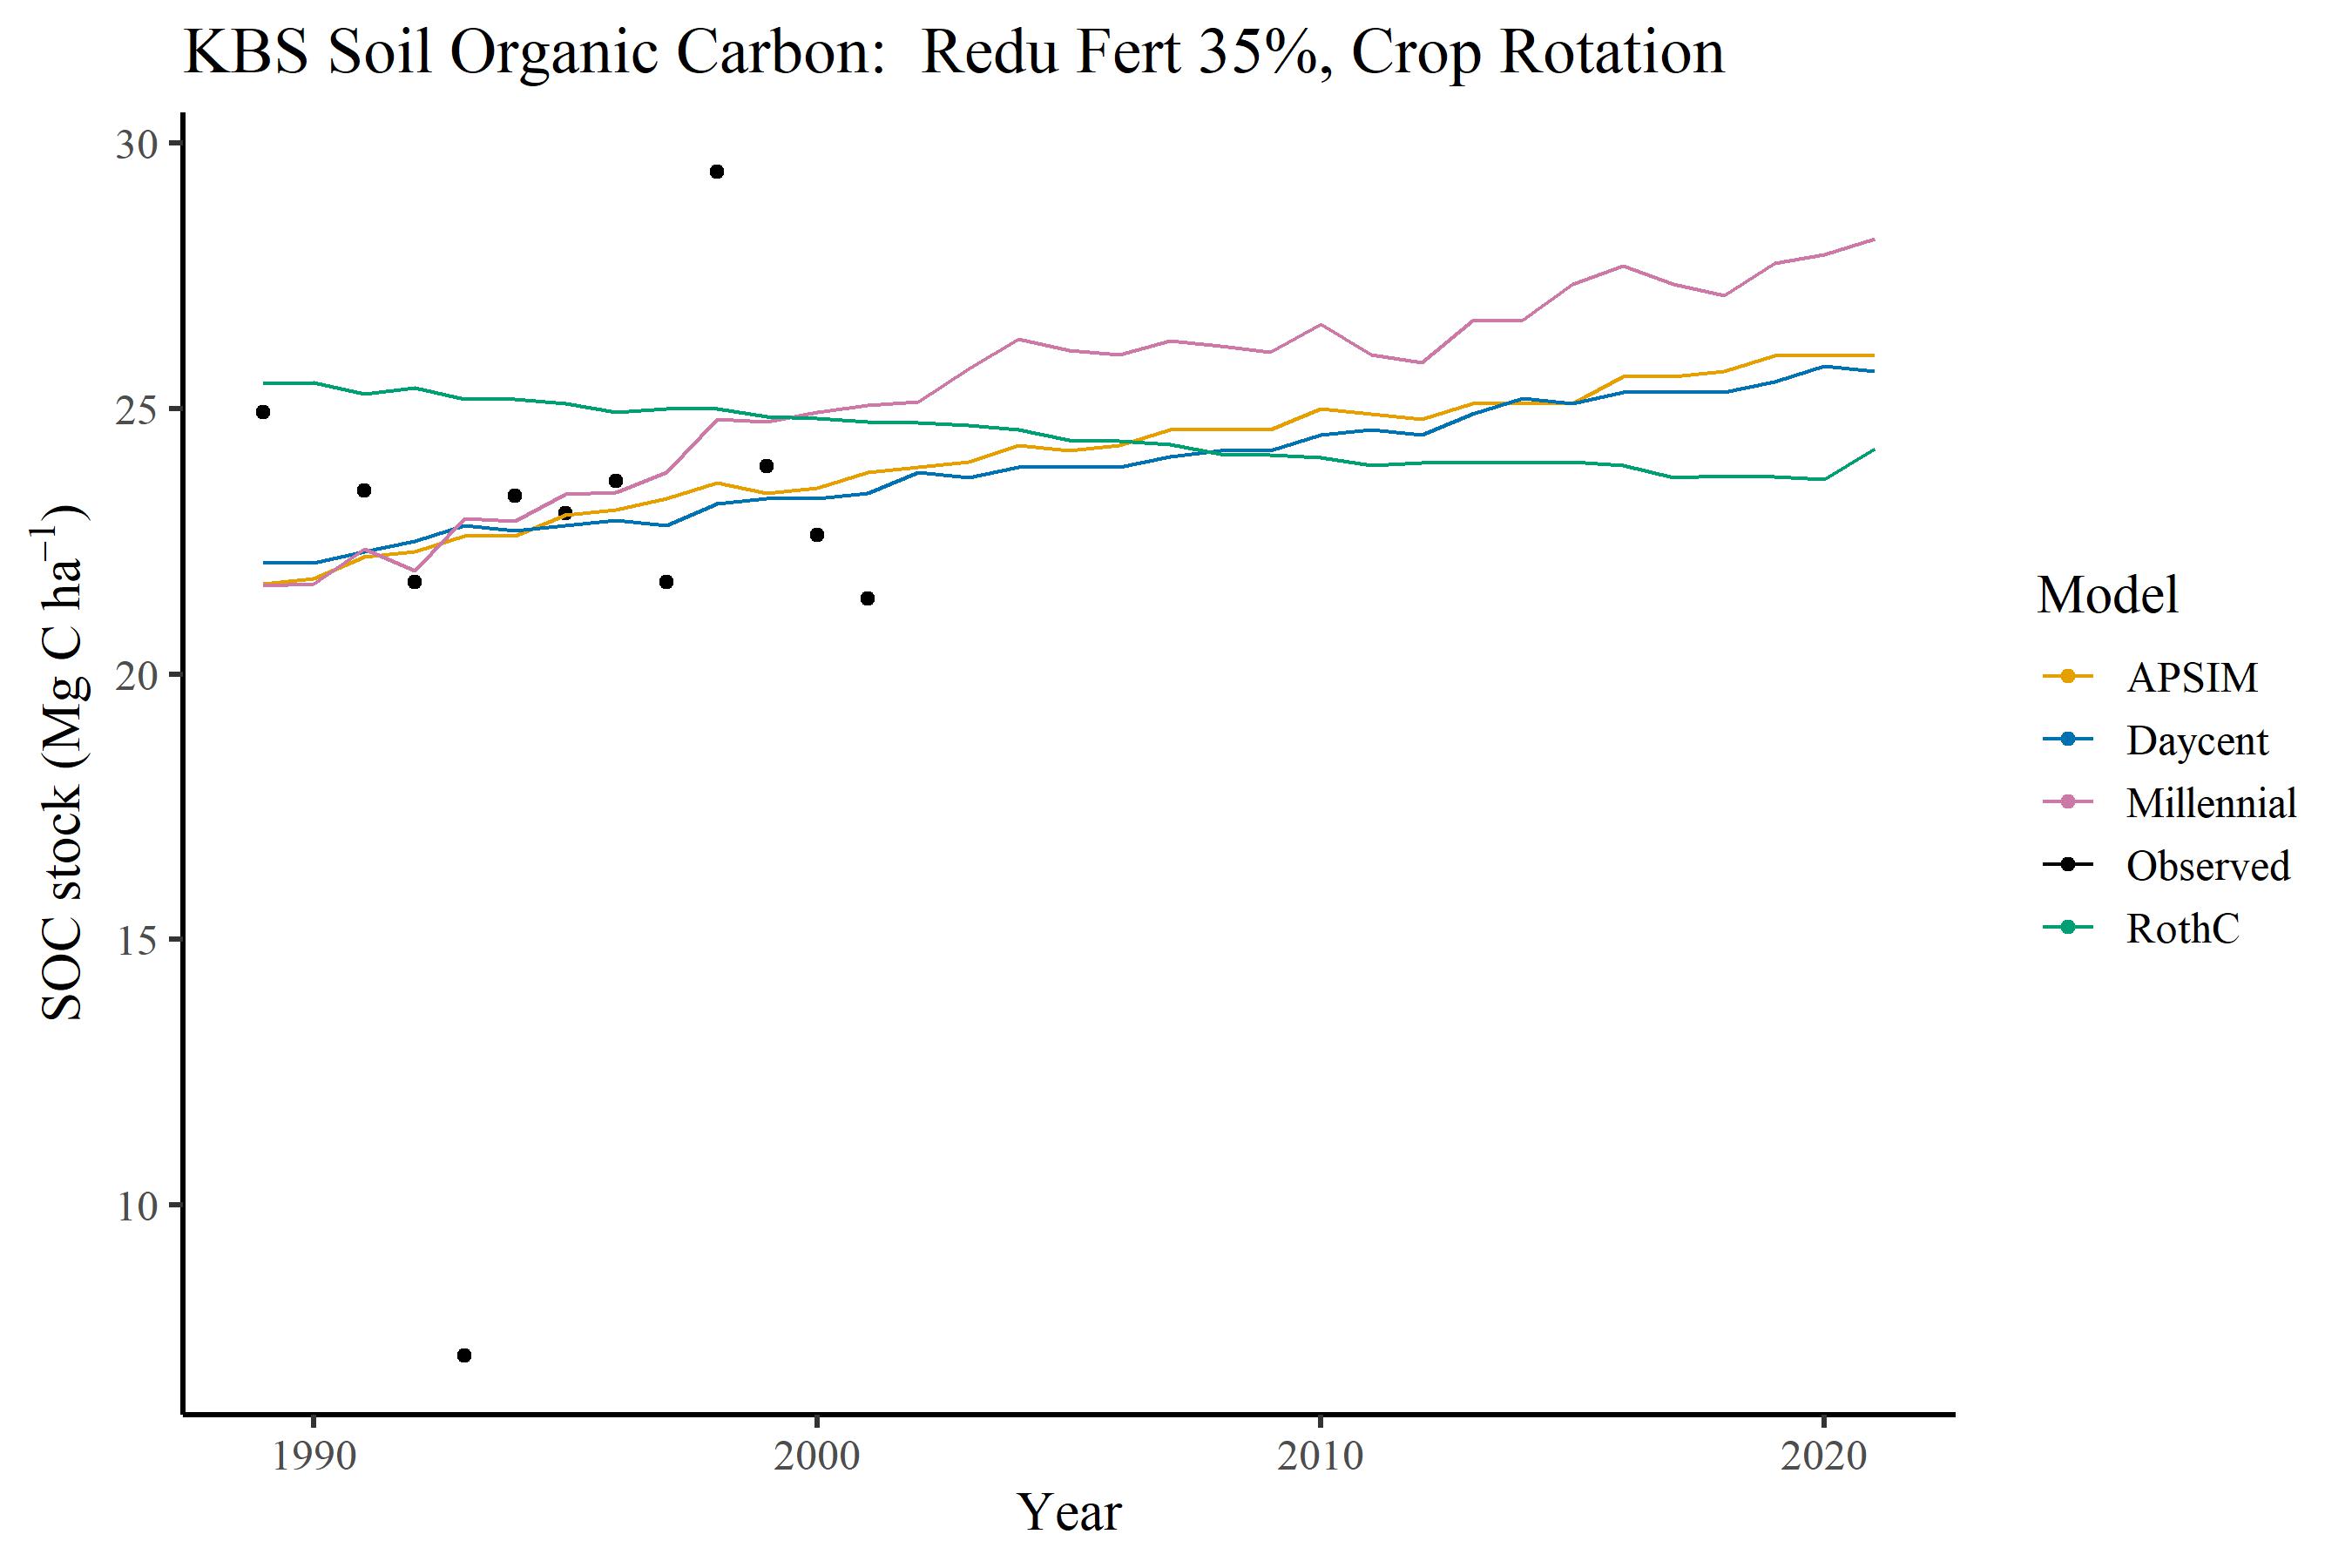 KBS Soil Organic Carbon:  Redu Fert 35%, Crop Rotation
SOC stock (Mg C ha⁻¹)
30
25
20
15
10
1990 2000 2010 2020
Year
Model
APSIM
Daycent
Millennial
Observed
RothC